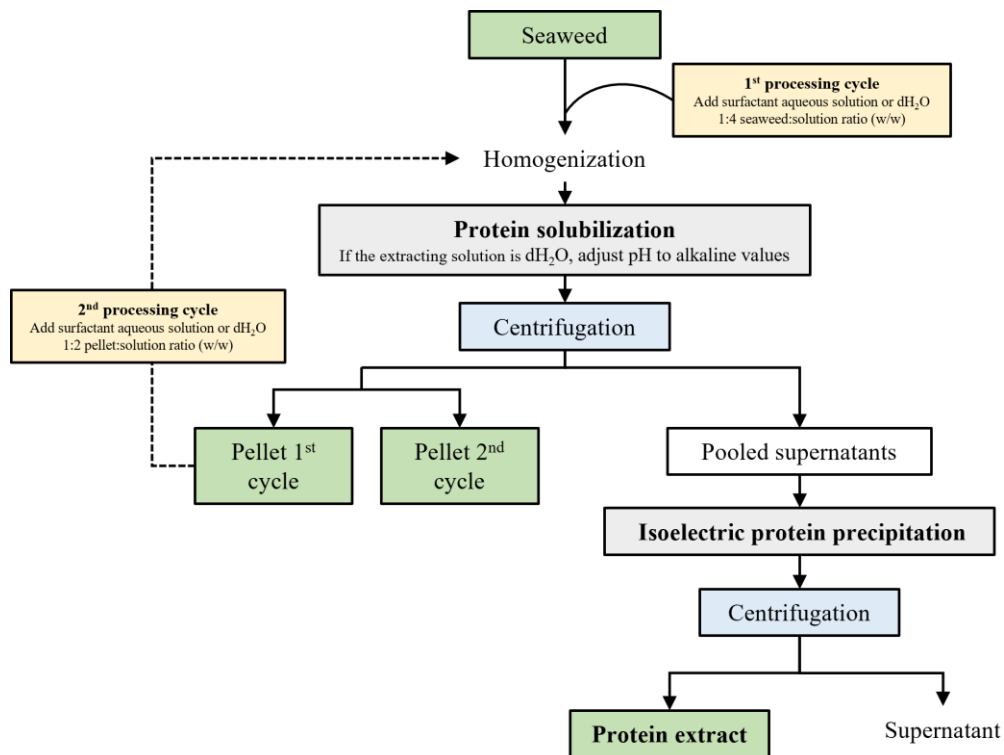 Seaweed
1st processing cycle
Add surfactant aqueous solution or dH₂O
1:4 seaweed:solution ratio (w/w)
Homogenization
Protein solubilization
If the extracting solution is dH₂O, adjust pH to alkaline values
2nd processing cycle
Add surfactant aqueous solution or dH₂O
1:2 pellet:solution ratio (w/w)
Centrifugation
Pellet 1st
cycle
Pellet 2nd
cycle
Pooled supernatants
Isoelectric protein precipitation
Centrifugation
Protein extract
Supernatant